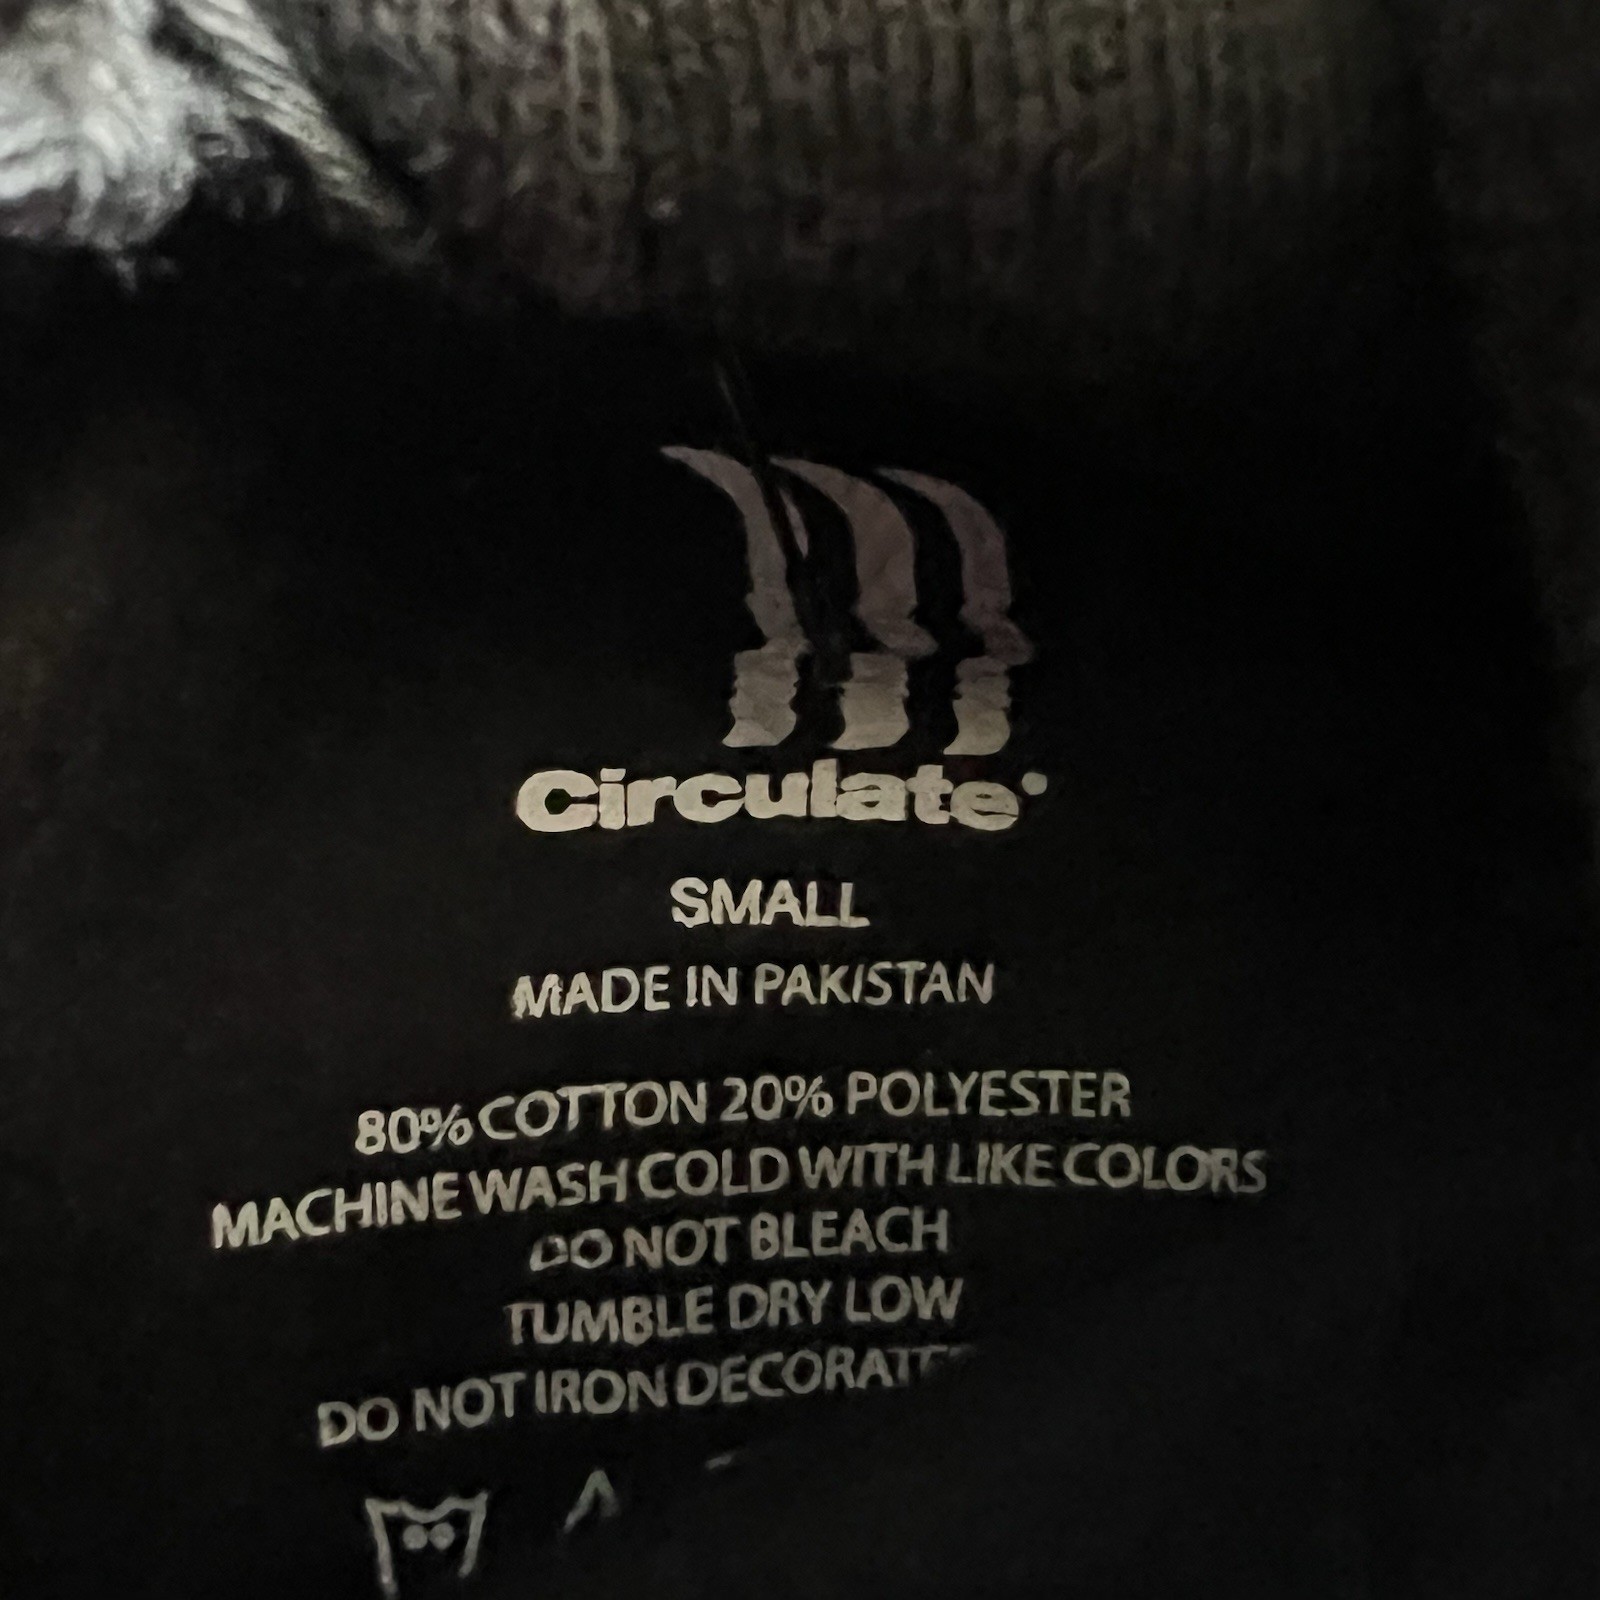 Circulate
SMALL
MADE IN PAKISTAN
80% COTTON 20% POLYESTER
MACHINE WASH COLD WITH LIKE COLORS
DO NOT BLEACH
TUMBLE DRY LOW
DO NOT IRON